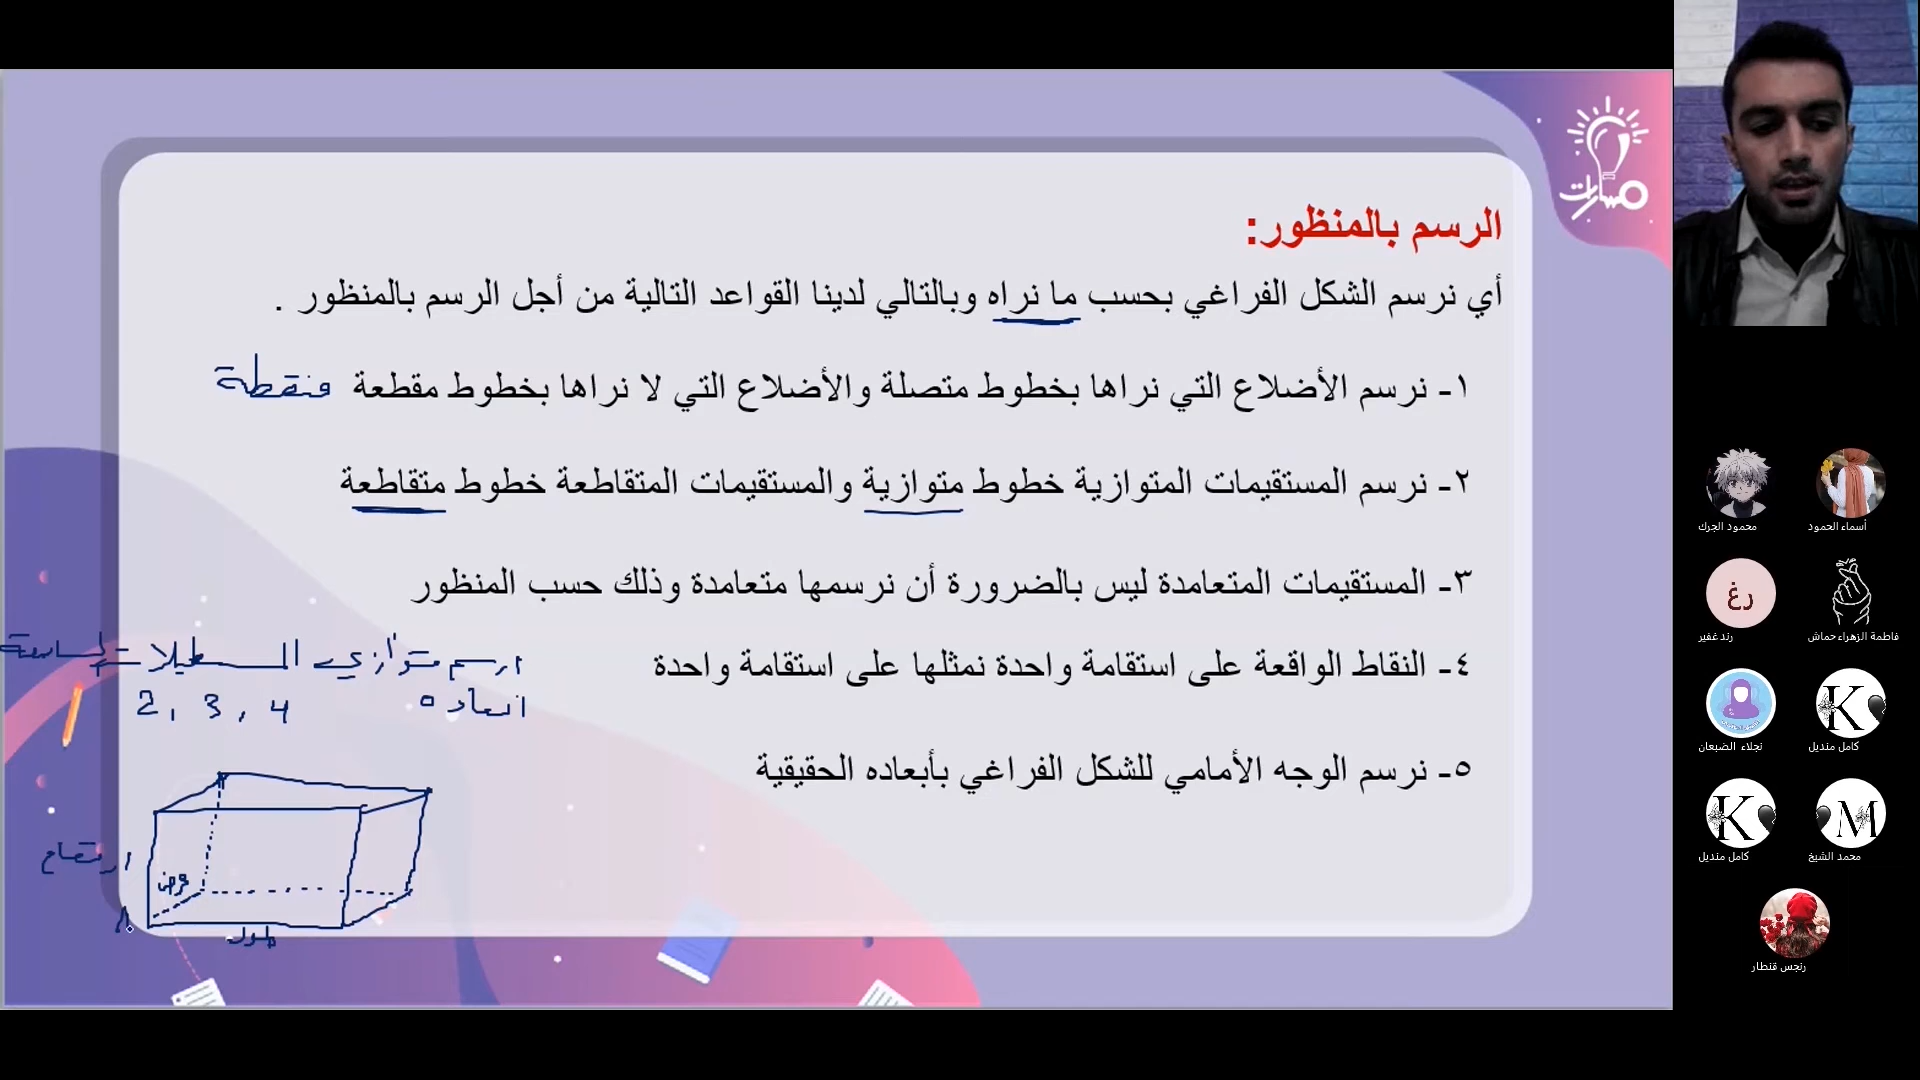 مسارات
الرسم بالمنظور:
أي نرسم الشكل الفراغي بحسب ما نراه وبالتالي لدينا القواعد التالية من أجل الرسم بالمنظور .
١- نرسم الأضلاع التي نراها بخطوط متصلة والأضلاع التي لا نراها بخطوط مقطعة منقطة
٢- نرسم المستقيمات المتوازية خطوط متوازية والمستقيمات المتقاطعة خطوط متقاطعة
٣- المستقيمات المتعامدة ليس بالضرورة أن نرسمها متعامدة وذلك حسب المنظور
٤- النقاط الواقعة على استقامة واحدة نمثلها على استقامة واحدة
٥- نرسم الوجه الأمامي للشكل الفراغي بأبعاده الحقيقية
ارسم متوازي المستطيلات
2, 3, 4
ارتفاع
عرض
طول
محمود الجرك
أسماء الحمود
رغ
رند غفير
فاطمة الزهراء حماش
نجلاء الضبعان
K
كامل منديل
K
كامل منديل
M
محمد الشيخ
رنجس قنطار